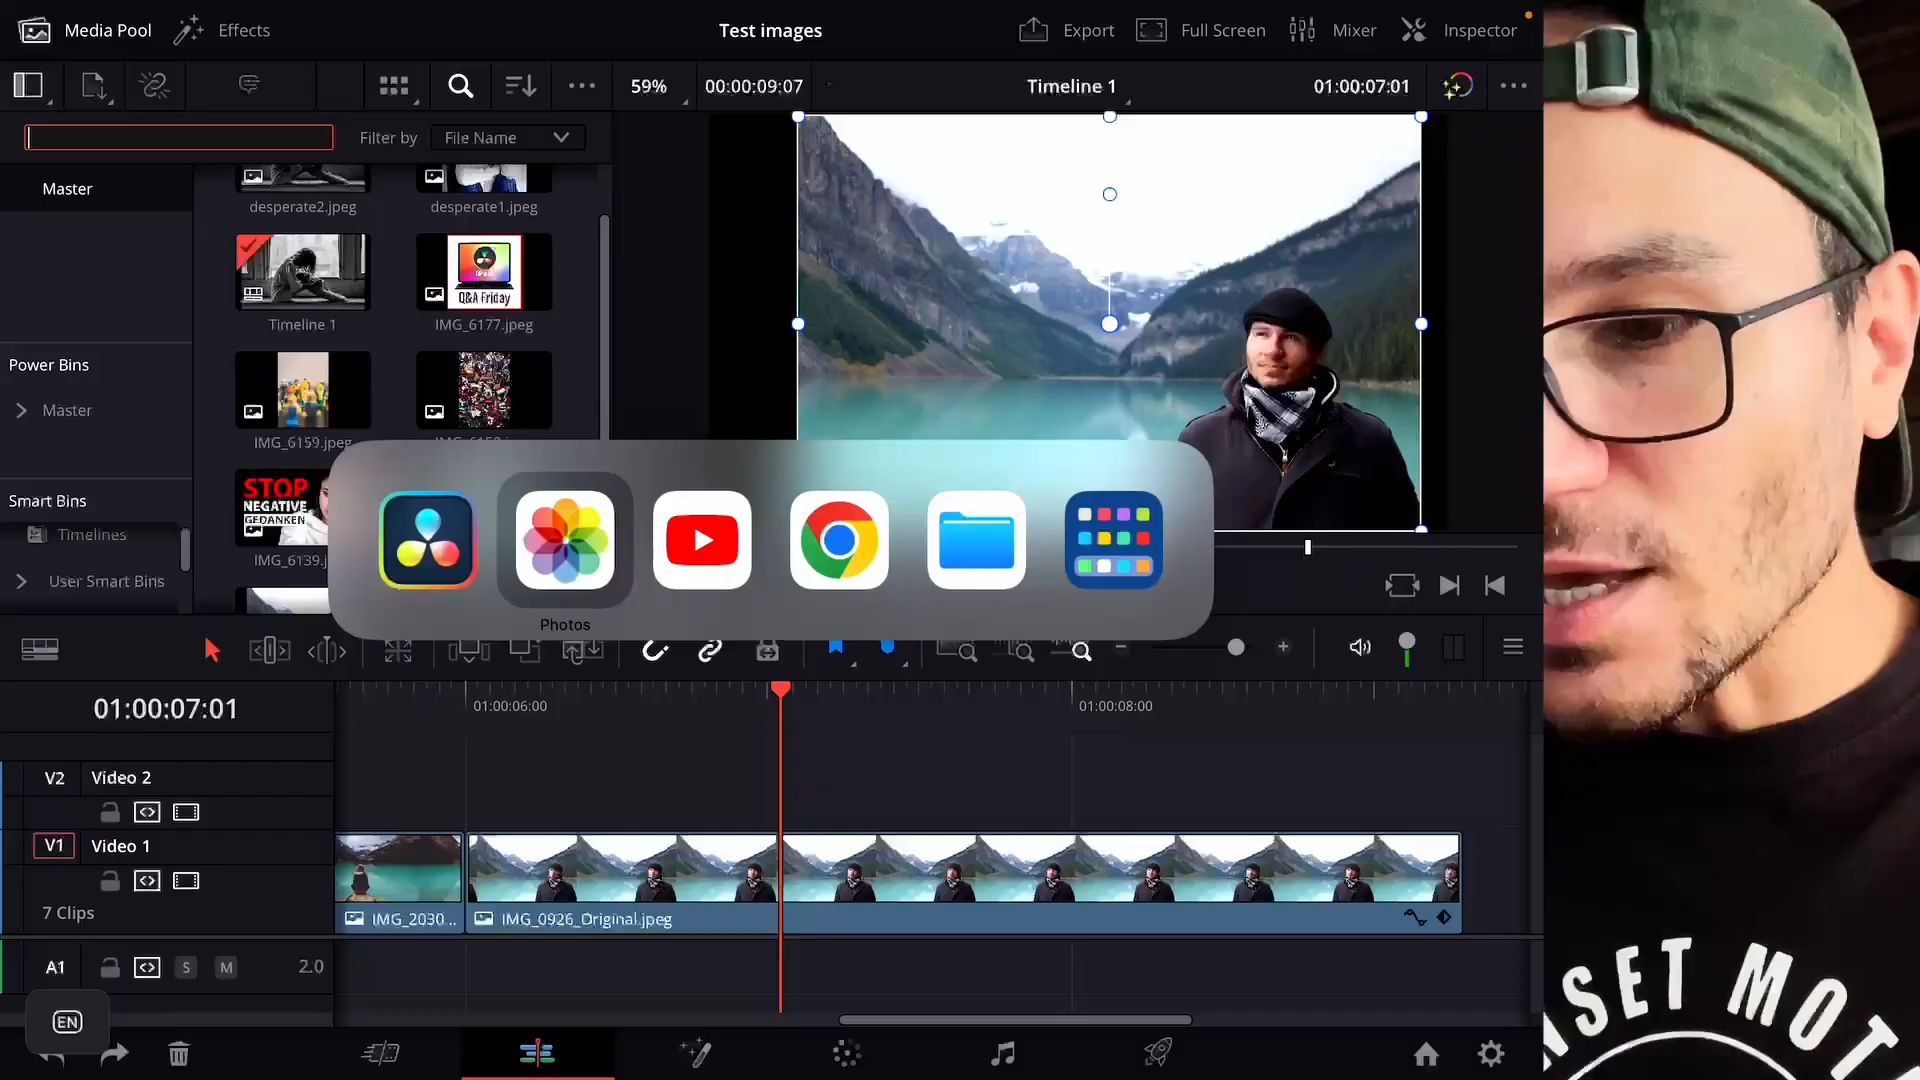 Media Pool
Effects
Test images
Export
Full Screen
Mixer
Inspector
59%
00:00:09:07
Timeline 1
01:00:07:01
Filter by
File Name
Master
desperate2.jpeg
desperate1.jpeg
Timeline 1
Q&A Friday
IMG_6177.jpeg
Power Bins
Master
IMG_6159.jpeg
Smart Bins
Timelines
User Smart Bins
STOP
NEGATIVE
GEDANKEN
IMG_6139.j
Photos
01:00:07:01
01:00:06:00
01:00:08:00
V2
Video 2
V1
Video 1
7 Clips
IMG_2030...
IMG_0926_Original.jpeg
A1
S
M
2.0
EN
NSET MOT